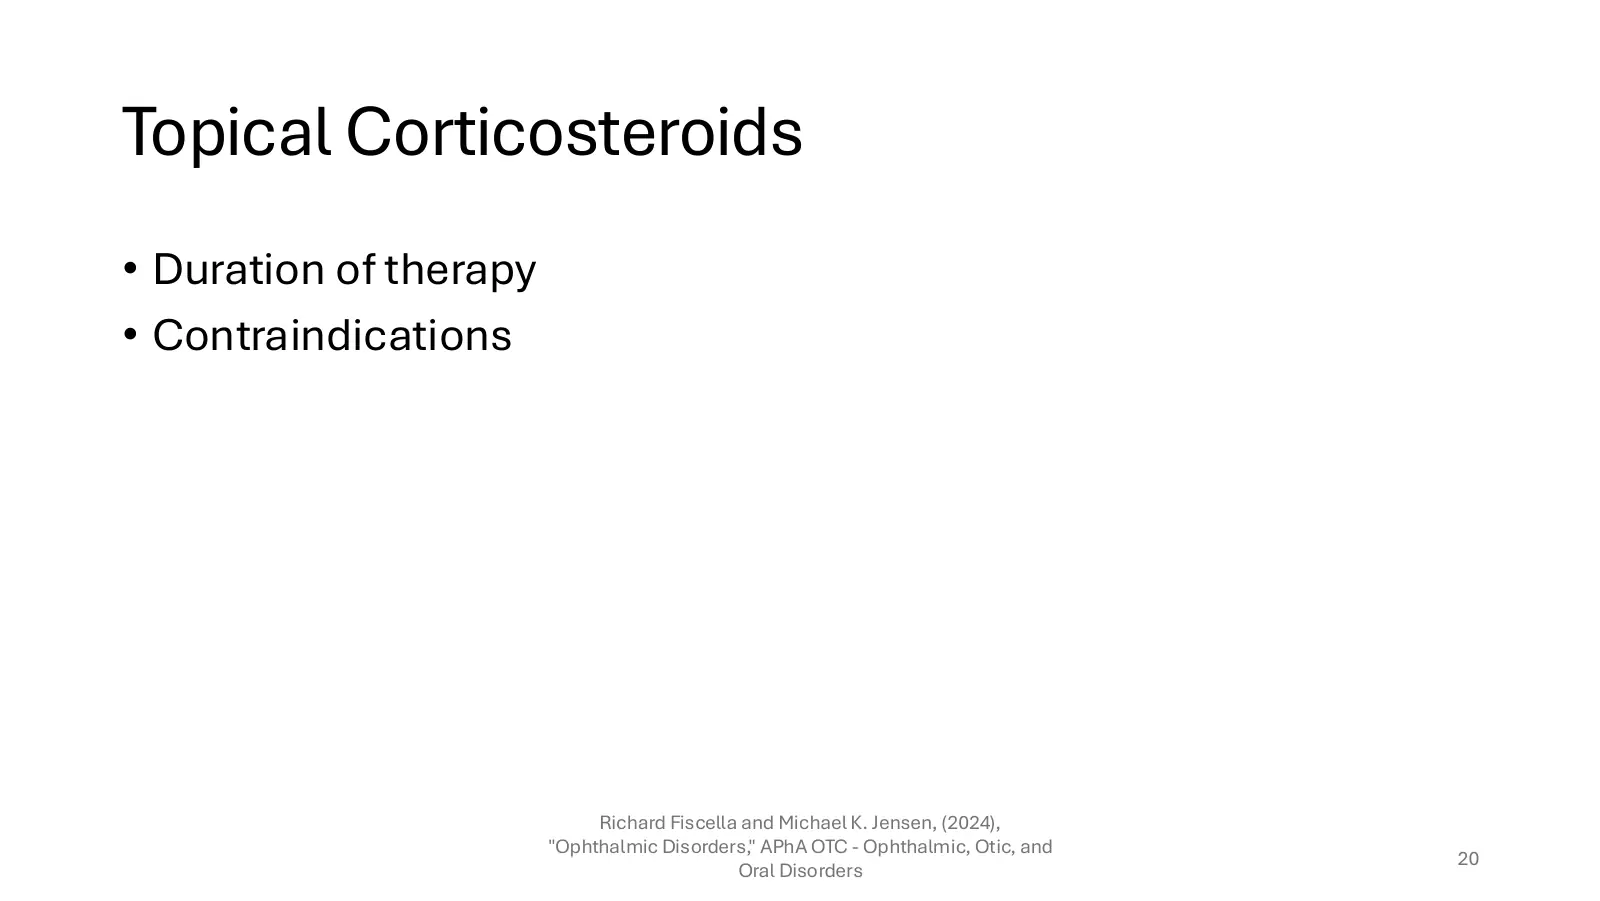 Topical Corticosteroids
• Duration of therapy
• Contraindications
Richard Fiscella and Michael K. Jensen, (2024),
"Ophthalmic Disorders," APhA OTC - Ophthalmic, Otic, and
Oral Disorders
20